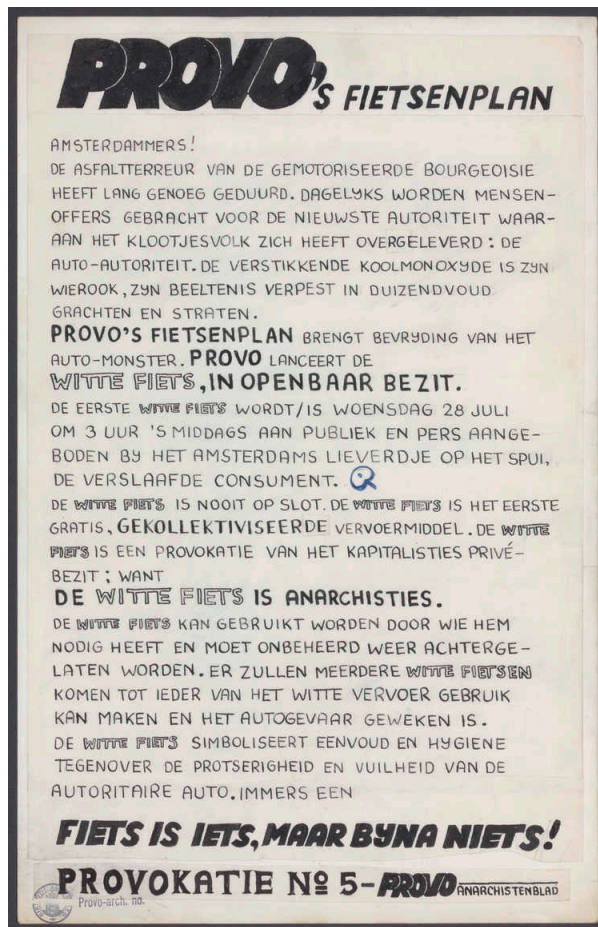 PROVO's FIETSENPLAN
AMSTERDAMMERS!
DE ASFALTTERREUR VAN DE GEMOTORISEERDE BOURGEOISIE
HEEFT LANG GENOEG GEDUURD. DAGELYKS WORDEN MENSEN-
OFFERS GEBRACHT VOOR DE NIEUWSTE AUTORITEIT WAAR-
AAN HET KLOOTJESVOLK ZICH HEEFT OVERGELEVERD: DE
AUTO-AUTORITEIT. DE VERSTIKKENDE KOOLMONOXYDE IS ZYN
WIEROOK, ZYN BEELTENIS VERPEST IN DUIZENDVOUD
GRACHTEN EN STRATEN.
PROVO'S FIETSENPLAN BRENGT BEVRYDING VAN HET
AUTO-MONSTER. PROVO LANCEERT DE
WITTE FIETS, IN OPENBAAR BEZIT.
DE EERSTE WITTE FIETS WORDT/IS WOENSDAG 28 JULI
OM 3 UUR 'S MIDDAGS AAN PUBLIEK EN PERS AANGE-
BODEN BY HET AMSTERDAMS LIEVERDJE OP HET SPUI,
DE VERSLAAFDE CONSUMENT.
DE WITTE FIETS IS NOOIT OP SLOT. DE WITTE FIETS IS HET EERSTE
GRATIS, GEKOLLEKTIVISEERDE VERVOERMIDDEL. DE WITTE
FIETS IS EEN PROVOKATIE VAN HET KAPITALISTIES PRIVÉ-
BEZIT; WANT
DE WITTE FIETS IS ANARCHISTIES.
DE WITTE FIETS KAN GEBRUIKT WORDEN DOOR WIE HEM
NODIG HEEFT EN MOET ONBEHEERD WEER ACHTERGE-
LATEN WORDEN. ER ZULLEN MEERDERE WITTE FIETSEN
KOMEN TOT IEDER VAN HET WITTE VERVOER GEBRUIK
KAN MAKEN EN HET AUTOGEVAAR GEWEKEN IS.
DE WITTE FIETS SIMBOLISEERT EENVOUD EN HYGIENE
TEGENOVER DE PROTSERIGHEID EN VUILHEID VAN DE
AUTORITAIRE AUTO. IMMERS EEN
FIETS IS IETS, MAAR BYNA NIETS!
PROVOKATIE Nº 5-PROVO ANARCHISTENBLAD
Provo-arch. no.